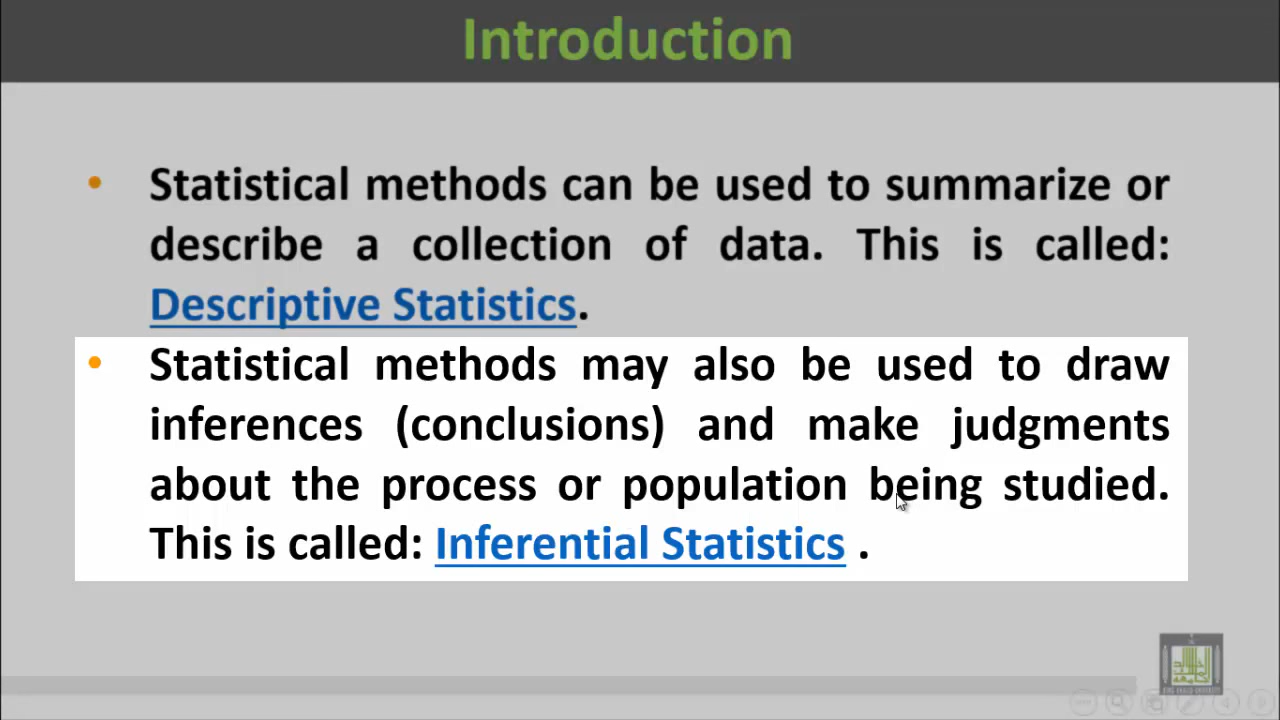 Introduction
• Statistical methods can be used to summarize or
describe a collection of data. This is called:
Descriptive Statistics.
• Statistical methods may also be used to draw
inferences (conclusions) and make judgments
about the process or population being studied.
This is called: Inferential Statistics .